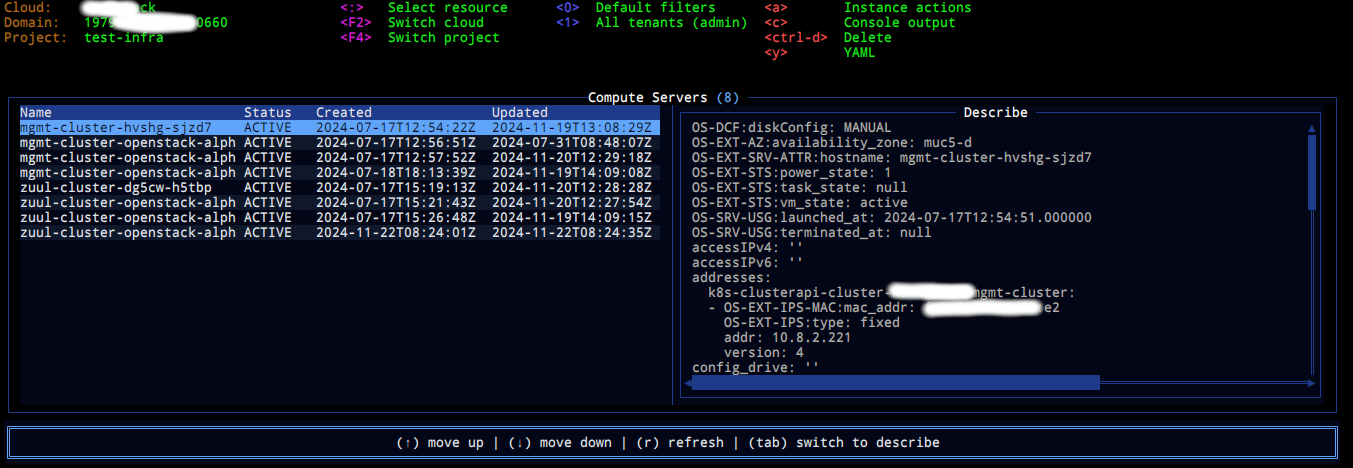 Cloud: ck <:> Select resource <0> Default filters <a> Instance actions
Domain: 1979 0660 <F2> Switch cloud <1> All tenants (admin) <c> Console output
Project: test-infra <F4> Switch project <ctrl-d> Delete
<y> YAML
Compute Servers (8)
Name Status Created Updated
mgmt-cluster-hvshg-sjzd7 ACTIVE 2024-07-17T12:54:22Z 2024-11-19T13:08:29Z
mgmt-cluster-openstack-alph ACTIVE 2024-07-17T12:56:51Z 2024-07-31T08:48:07Z
mgmt-cluster-openstack-alph ACTIVE 2024-07-17T12:57:52Z 2024-11-20T12:29:18Z
mgmt-cluster-openstack-alph ACTIVE 2024-07-18T18:13:39Z 2024-11-19T14:09:08Z
zuul-cluster-dg5cw-h5tbp ACTIVE 2024-07-17T15:19:13Z 2024-11-20T12:28:28Z
zuul-cluster-openstack-alph ACTIVE 2024-07-17T15:21:43Z 2024-11-20T12:27:54Z
zuul-cluster-openstack-alph ACTIVE 2024-07-17T15:26:48Z 2024-11-19T14:09:15Z
zuul-cluster-openstack-alph ACTIVE 2024-11-22T08:24:01Z 2024-11-22T08:24:35Z
Describe
OS-DCF:diskConfig: MANUAL
OS-EXT-AZ:availability_zone: muc5-d
OS-EXT-SRV-ATTR:hostname: mgmt-cluster-hvshg-sjzd7
OS-EXT-STS:power_state: 1
OS-EXT-STS:task_state: null
OS-EXT-STS:vm_state: active
OS-SRV-USG:launched_at: 2024-07-17T12:54:51.000000
OS-SRV-USG:terminated_at: null
accessIPv4: ''
accessIPv6: ''
addresses:
k8s-clusterapi-cluster- mgmt-cluster:
- OS-EXT-IPS-MAC:mac_addr: e2
OS-EXT-IPS:type: fixed
addr: 10.8.2.221
version: 4
config_drive: ''
(↑) move up | (↓) move down | (r) refresh | (tab) switch to describe